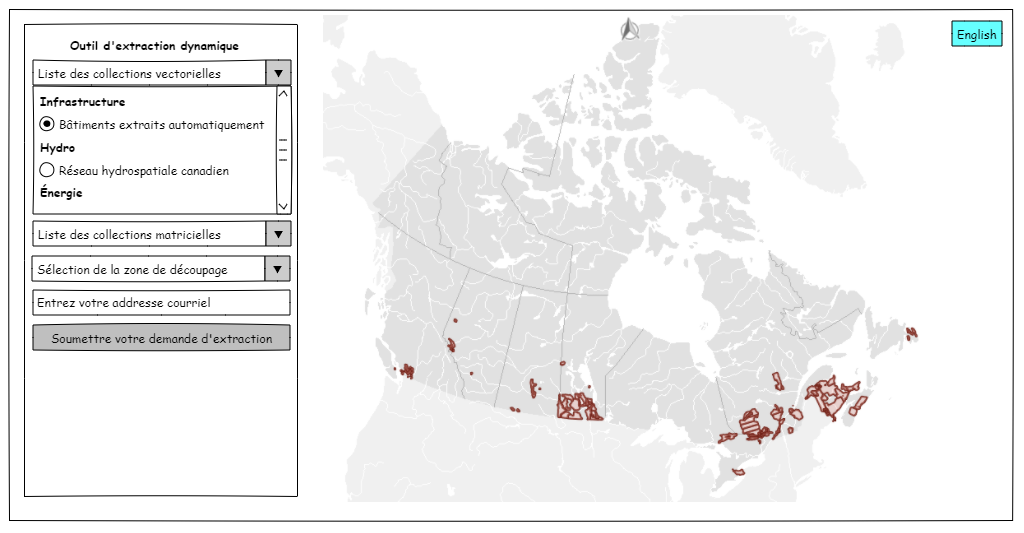 Outil d'extraction dynamique
Liste des collections vectorielles
Infrastructure
Bâtiments extraits automatiquement
Hydro
Réseau hydrospatiale canadien
Énergie
Liste des collections matricielles
Sélection de la zone de découpage
Entrez votre addresse courriel
Soumettre votre demande d'extraction
English